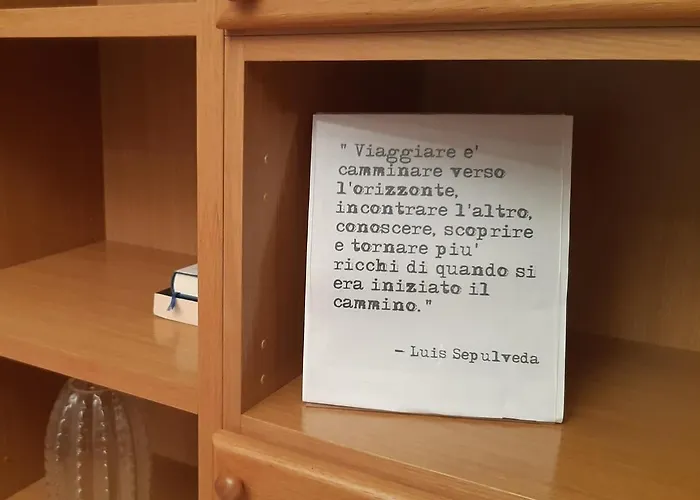 " Viaggiare e'
camminare verso
l'orizzonte,
incontrare l'altro,
conoscere, scoprire
e tornare piu'
ricchi di quando si
era iniziato il
cammino."
- Luis Sepulveda